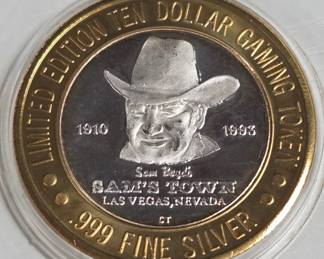 LIMITED EDITION TEN DOLLAR GAMING TOKEN
1910 1993
Sam Boyd's
SAM'S TOWN
LAS VEGAS, NEVADA
CT
.999 FINE SILVER